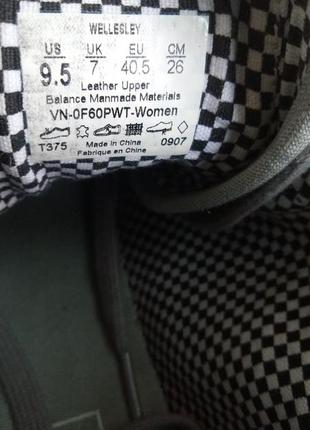 WELLESLEY
US UK EU CM
9.5 7 40.5 26
Leather Upper
Balance Manmade Materials
VN-0F60PWT-Women
T375 Made in China 0907
Fabrique en Chine